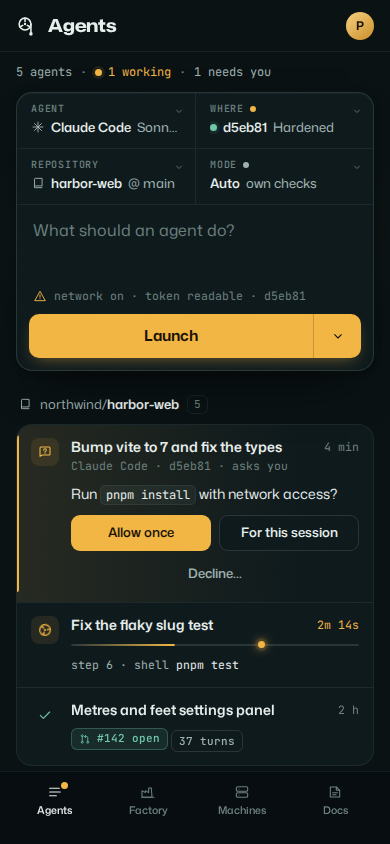 Agents
P
5 agents · 1 working · 1 needs you
AGENT
Claude Code Sonn...
WHERE
d5eb81 Hardened
REPOSITORY
harbor-web @ main
MODE
Auto own checks
What should an agent do?
network on · token readable · d5eb81
Launch
northwind/harbor-web 5
Bump vite to 7 and fix the types 4 min
Claude Code · d5eb81 · asks you
Run pnpm install with network access?
Allow once For this session
Decline...
Fix the flaky slug test 2m 14s
step 6 · shell pnpm test
Metres and feet settings panel 2 h
#142 open 37 turns
Agents Factory Machines Docs